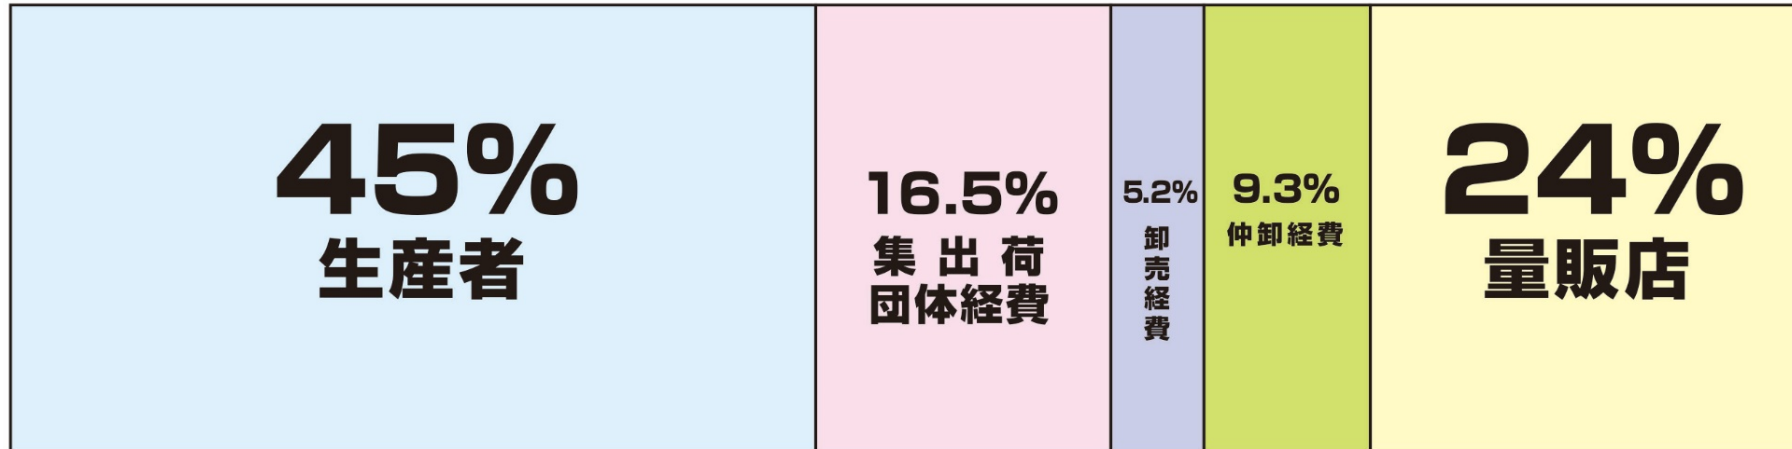 45%
生産者
16.5%
集出荷
団体経費
5.2%
卸売経費
9.3%
仲卸経費
24%
量販店